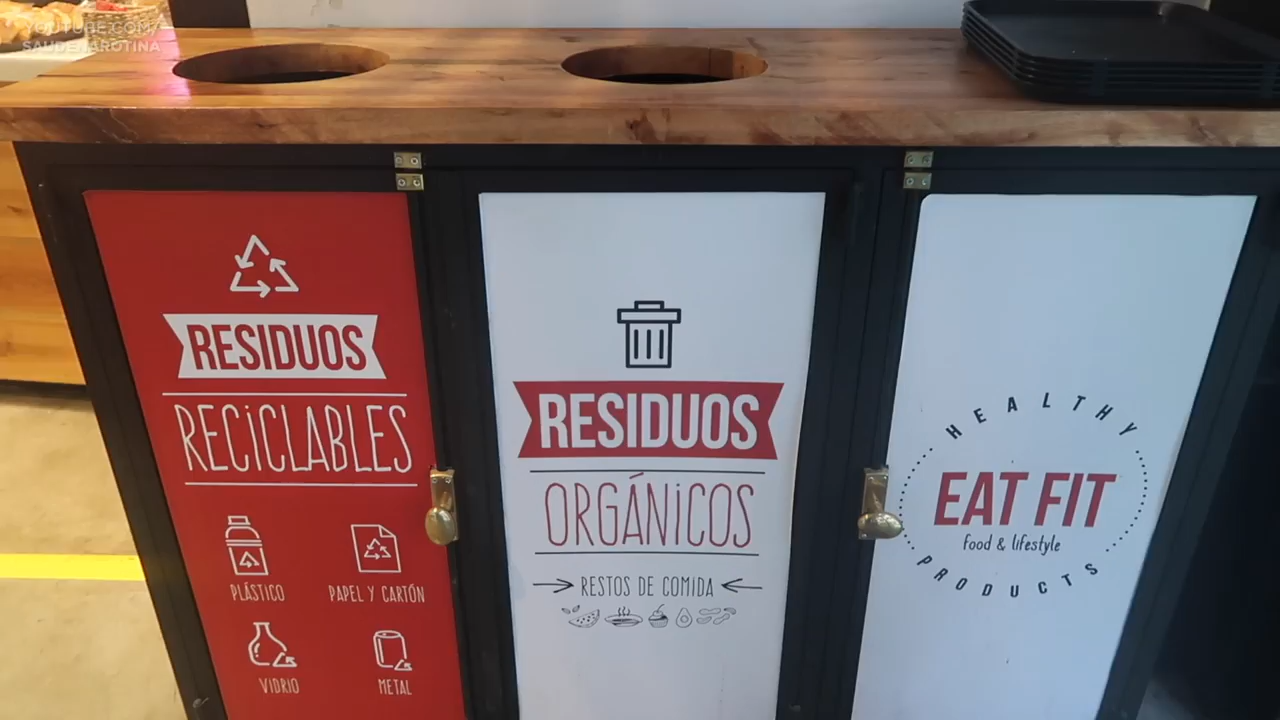 YOUTUBE.COM/
SAUDENAROTINA
RESIDUOS
RECICLABLES
PLÁSTICO
PAPEL Y CARTÓN
VIDRIO
METAL
RESIDUOS
ORGÁNICOS
RESTOS DE COMIDA
HEALTHY
EAT FIT
food & lifestyle
PRODUCTS